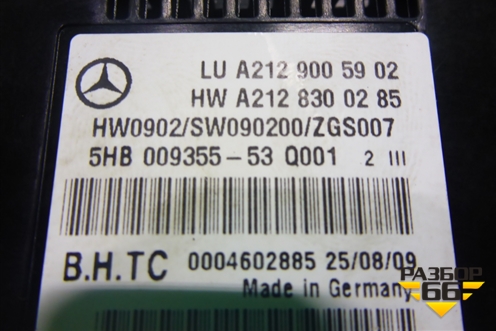 LU A212 900 59 02
HW A212 830 02 85
HW0902/SW090200/ZGS007
5HB 009355-53 Q001 2 III
B.H.TC 0004602885 25/08/09
Made in Germany
РАЗБОР
66